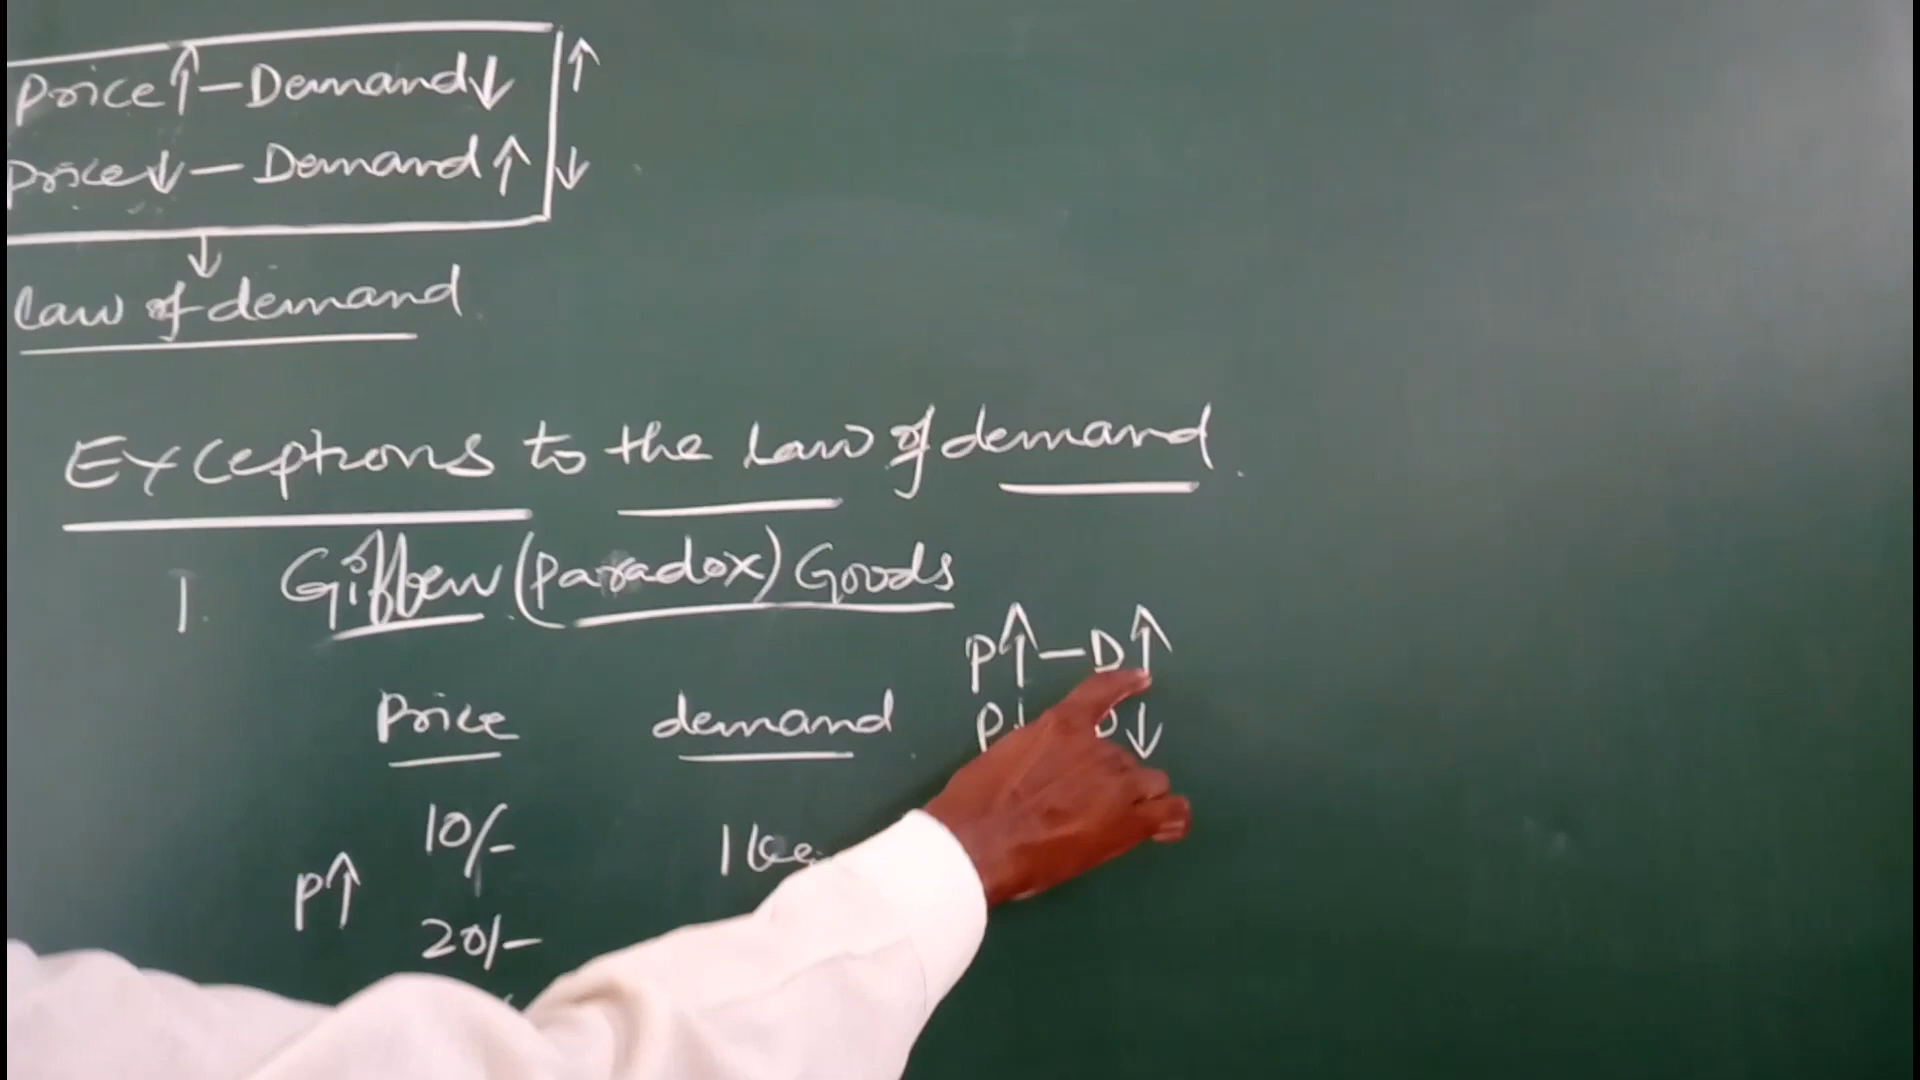 Price↑ – Demand↓ ↑
Price↓ – Demand↑ ↓
↓
Law of demand
Exceptions to the Law of demand.
1. Giffen (Paradox) Goods
P↑ – D↑
Price demand P↓ D↓
10/- 1
P↑
20/-